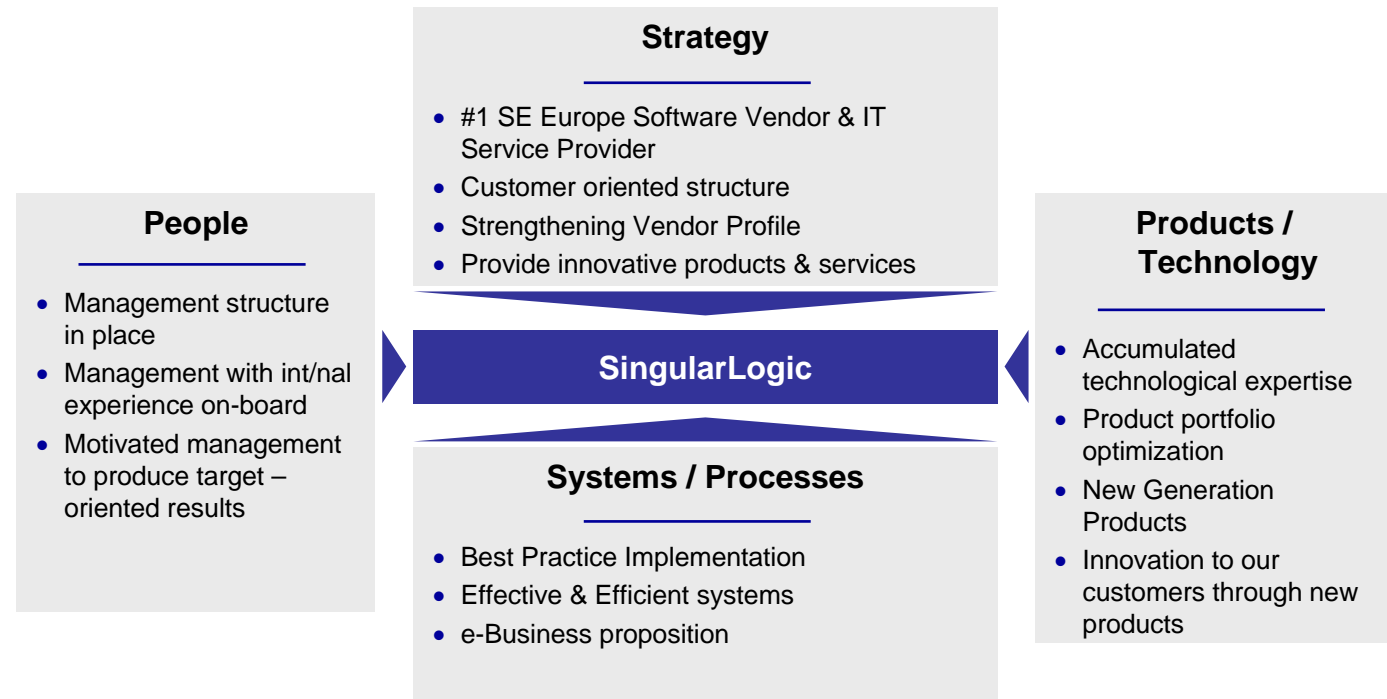 Strategy
• #1 SE Europe Software Vendor & IT
Service Provider
• Customer oriented structure
• Strengthening Vendor Profile
• Provide innovative products & services
People
• Management structure
in place
• Management with int/nal
experience on-board
• Motivated management
to produce target –
oriented results
SingularLogic
Products /
Technology
• Accumulated
technological expertise
• Product portfolio
optimization
• New Generation
Products
• Innovation to our
customers through new
products
Systems / Processes
• Best Practice Implementation
• Effective & Efficient systems
• e-Business proposition